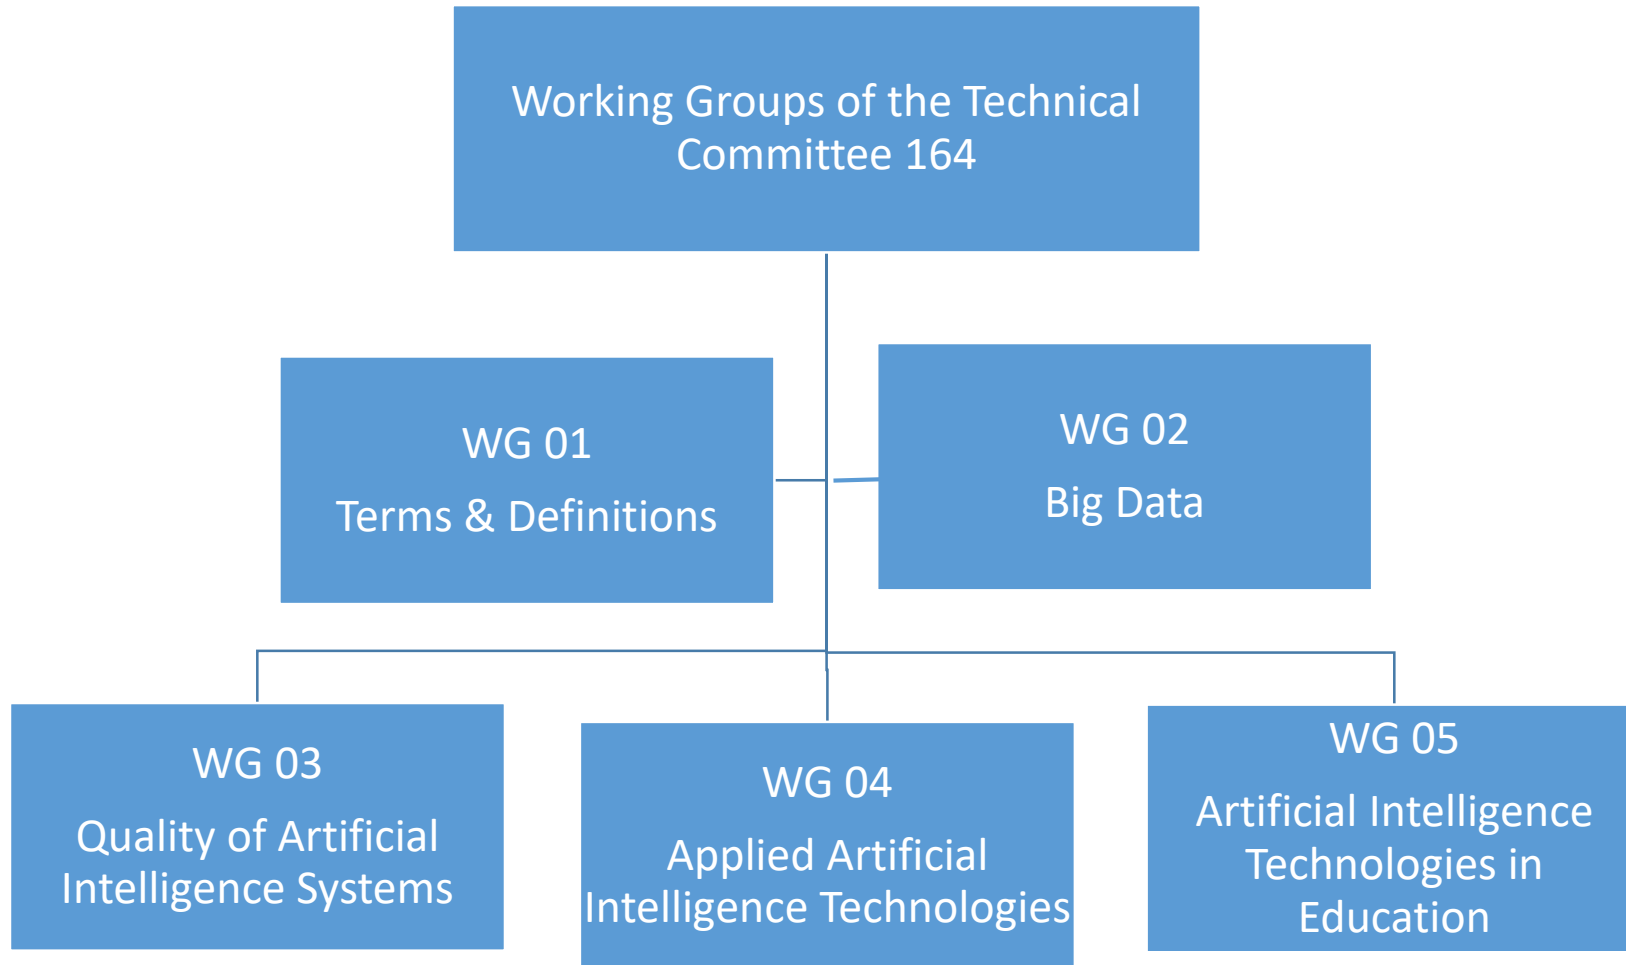 Working Groups of the Technical
Committee 164
WG 01
Terms & Definitions
WG 02
Big Data
WG 03
Quality of Artificial
Intelligence Systems
WG 04
Applied Artificial
Intelligence Technologies
WG 05
Artificial Intelligence
Technologies in
Education